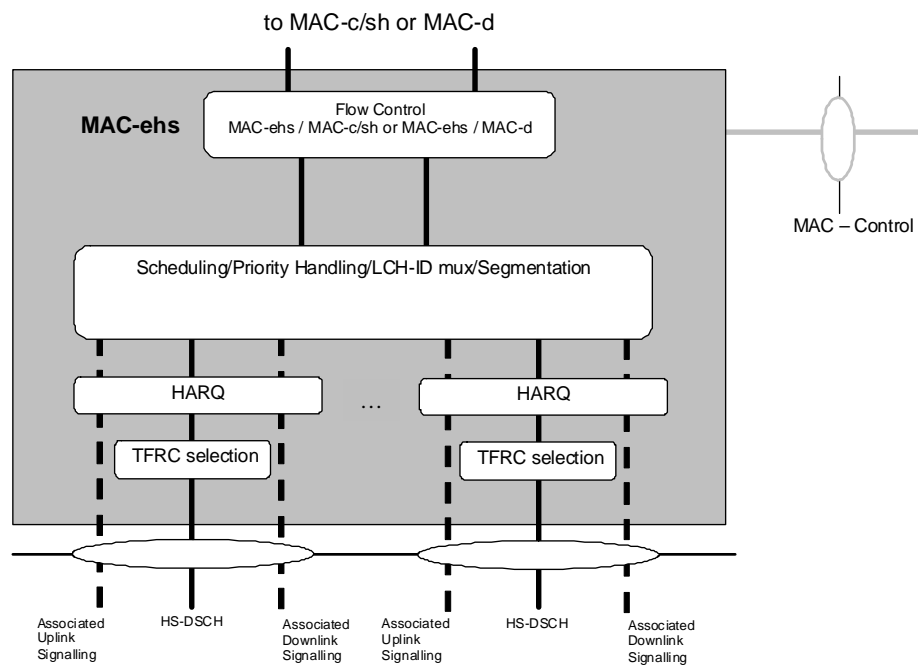 to MAC-c/sh or MAC-d
MAC-ehs
Flow Control
MAC-ehs / MAC-c/sh or MAC-ehs / MAC-d
MAC – Control
Scheduling/Priority Handling/LCH-ID mux/Segmentation
HARQ
...
HARQ
TFRC selection
TFRC selection
Associated
Uplink
Signalling
HS-DSCH
Associated
Downlink
Signalling
Associated
Uplink
Signalling
HS-DSCH
Associated
Downlink
Signalling